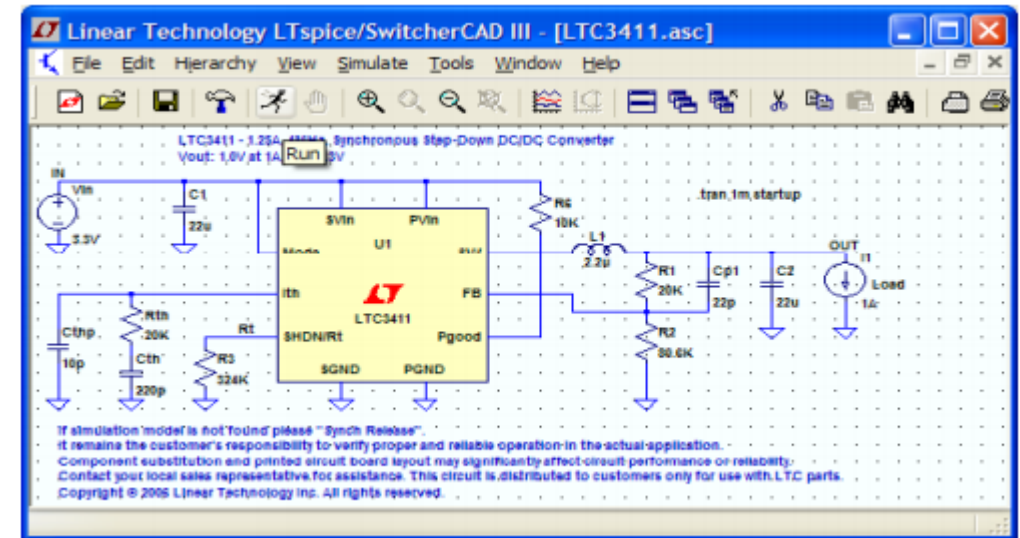 Linear Technology LTspice/SwitcherCAD III - [LTC3411.asc]
File Edit Hierarchy View Simulate Tools Window Help
LTC3411 - 1.25A, Synchronous Step-Down DC/DC Converter
Vout: at 1A
Run
IN
Vin
3.3V
C1
22u
SVin
PVin
U1
Mode
R6
10K
.tran 1m startup
L1
2.2u
OUT
I1
Load
1A
R1
20K
Cp1
22p
C2
22u
Ith
FB
LTC3411
Rth
20K
Rt
SHDN/Rt
Pgood
Cthp
10p
Cth
220p
R3
324K
SGND
PGND
R2
80.6K
If simulation model is not found please "Synch Release".
It remains the customer's responsibility to verify proper and reliable operation in the actual application.
Component substitution and printed circuit board layout may significantly affect circuit performance or reliability.
Contact your local sales representative for assistance. This circuit is distributed to customers only for use with LTC parts.
Copyright © 2006 Linear Technology Inc. All rights reserved.